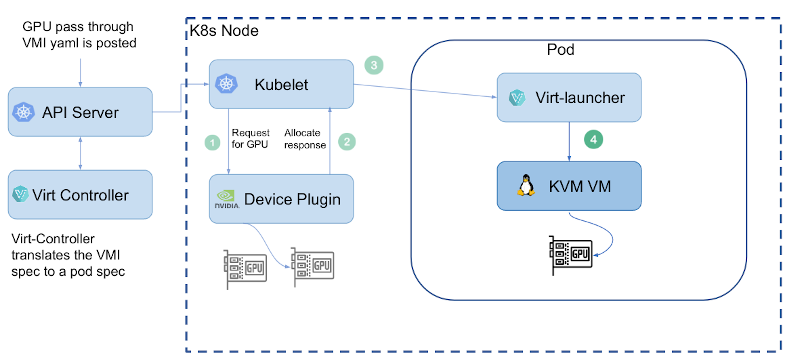 GPU pass through
VMI yaml is posted
K8s Node
Pod
API Server
Kubelet
3
Virt-launcher
1
Request
for GPU
Allocate
response
2
4
Virt Controller
NVIDIA
Device Plugin
KVM VM
Virt-Controller
translates the VMI
spec to a pod spec
GPU
GPU
GPU